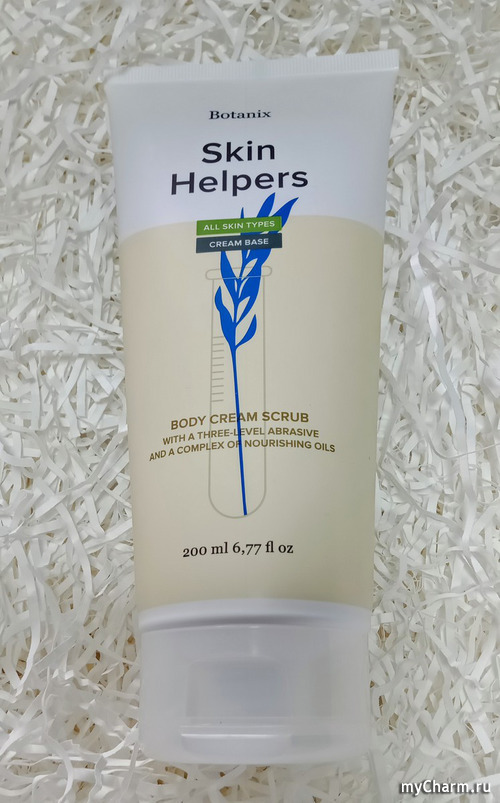 Botanix
Skin
Helpers
ALL SKIN TYPES
CREAM BASE
BODY CREAM SCRUB
WITH A THREE-LEVEL ABRASIVE
AND A COMPLEX OF NOURISHING OILS
200 ml 6,77 fl oz
myCharm.ru